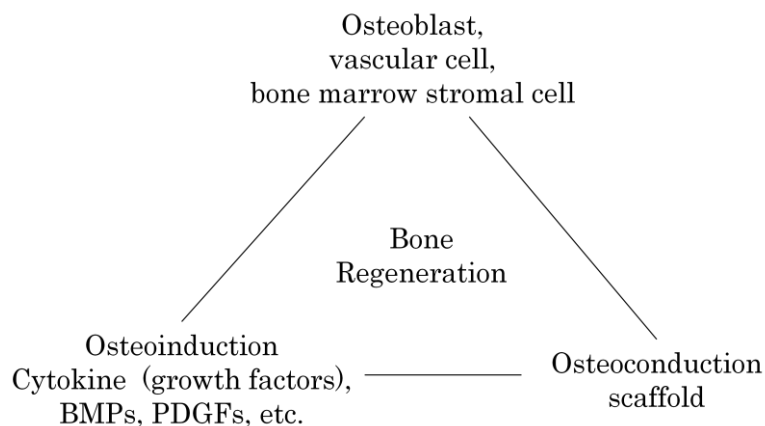 Osteoblast,
vascular cell,
bone marrow stromal cell
Bone
Regeneration
Osteoinduction
Cytokine (growth factors),
BMPs, PDGFs, etc.
Osteoconduction
scaffold